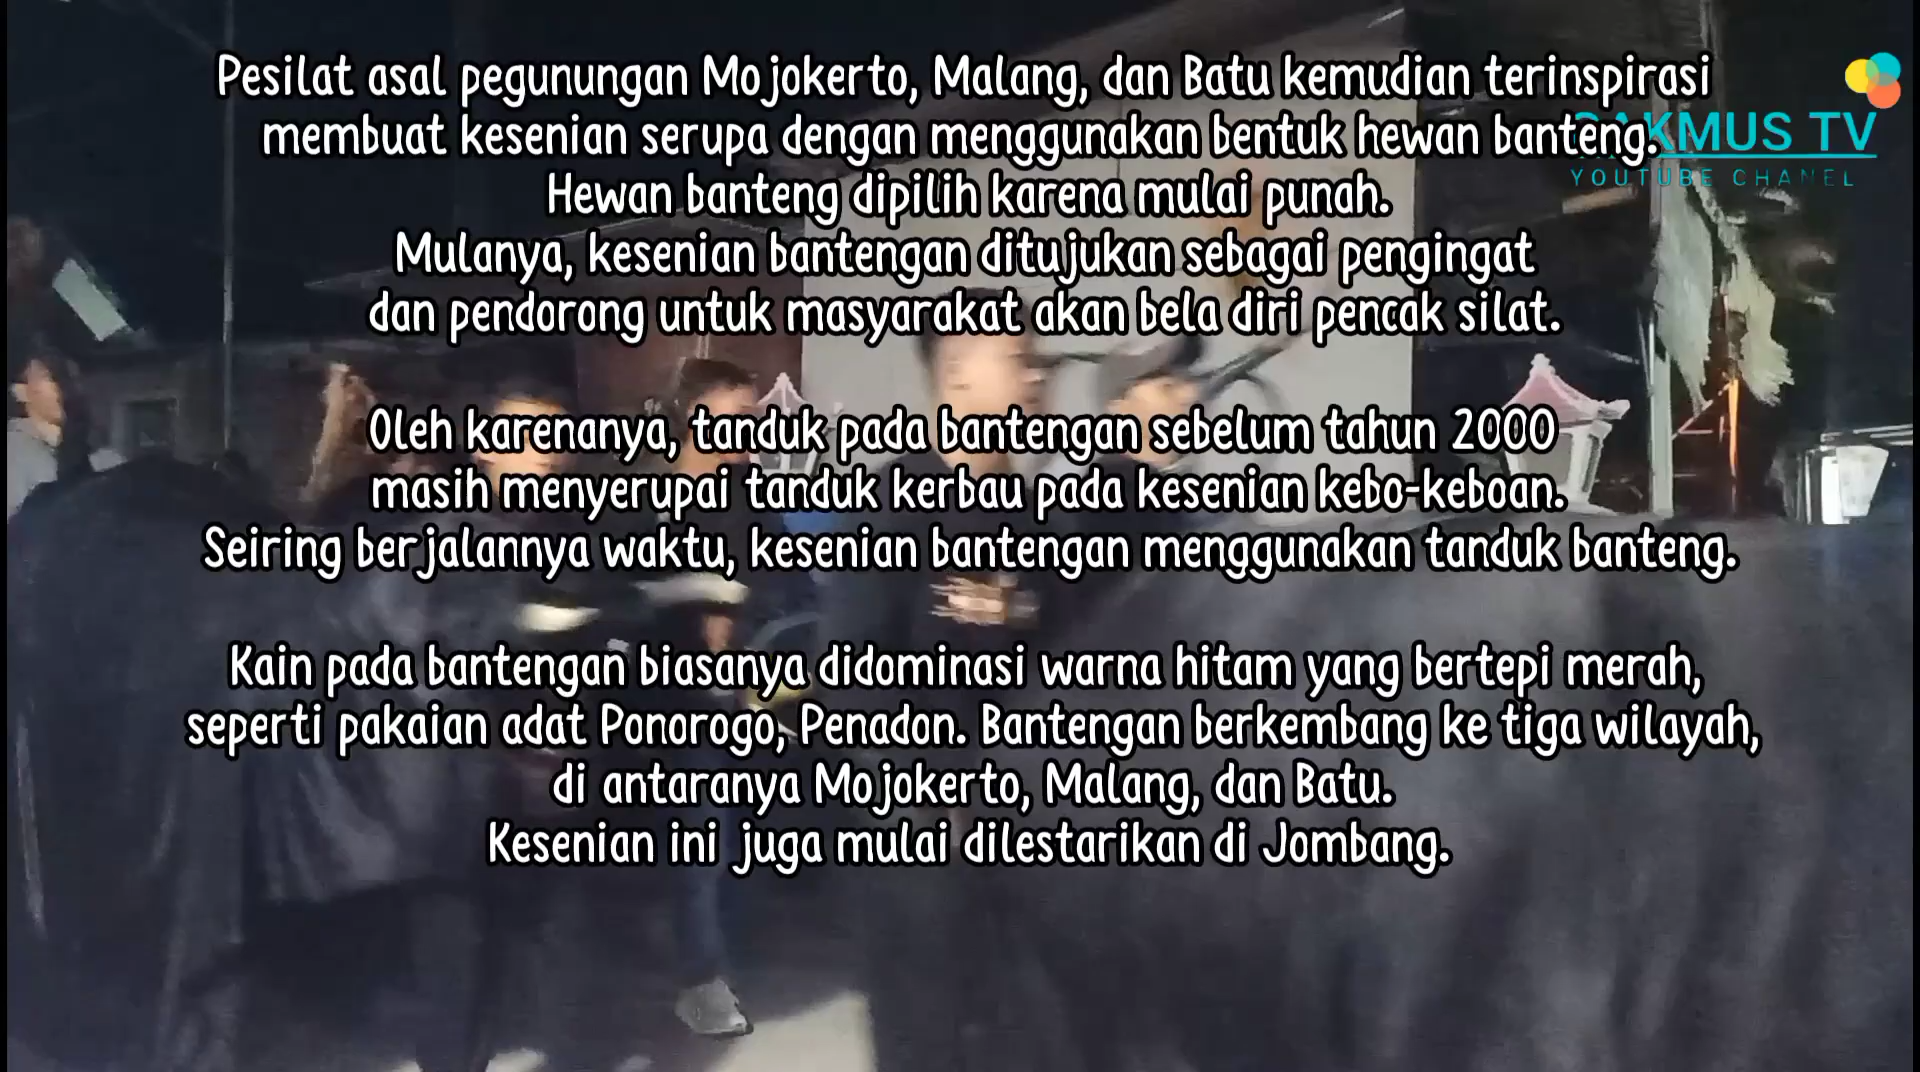 Pesilat asal pegunungan Mojokerto, Malang, dan Batu kemudian terinspirasi
membuat kesenian serupa dengan menggunakan bentuk hewan banteng.
Hewan banteng dipilih karena mulai punah.
Mulanya, kesenian bantengan ditujukan sebagai pengingat
dan pendorong untuk masyarakat akan bela diri pencak silat.
Oleh karenanya, tanduk pada bantengan sebelum tahun 2000
masih menyerupai tanduk kerbau pada kesenian kebo-keboan.
Seiring berjalannya waktu, kesenian bantengan menggunakan tanduk banteng.
Kain pada bantengan biasanya didominasi warna hitam yang bertepi merah,
seperti pakaian adat Ponorogo, Penadon. Bantengan berkembang ke tiga wilayah,
di antaranya Mojokerto, Malang, dan Batu.
Kesenian ini juga mulai dilestarikan di Jombang.
TV
YOUTUBE CHANEL